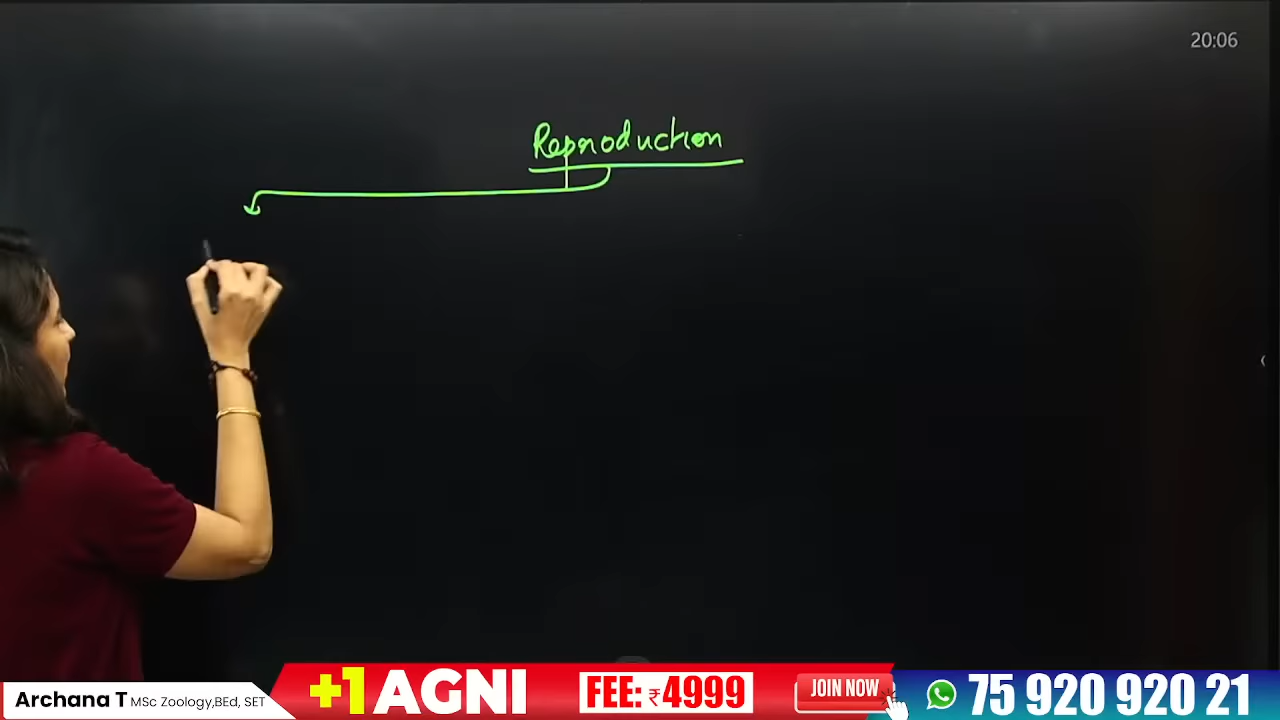 20:06
Reproduction
Archana T MSc Zoology,BEd, SET
+1 AGNI
FEE: ₹4999
JOIN NOW
75 920 920 21